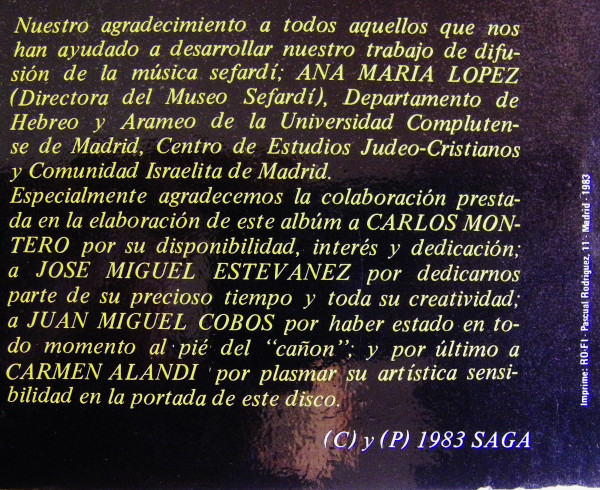 Nuestro agradecimiento a todos aquellos que nos
han ayudado a desarrollar nuestro trabajo de difu-
sión de la música sefardí; ANA MARIA LOPEZ
(Directora del Museo Sefardí), Departamento de
Hebreo y Arameo de la Universidad Compluten-
se de Madrid, Centro de Estudios Judeo-Cristianos
y Comunidad Israelita de Madrid.
Especialmente agradecemos la colaboración presta-
da en la elaboración de este albúm a CARLOS MON-
TERO por su disponibilidad, interés y dedicación;
a JOSE MIGUEL ESTEVANEZ por dedicarnos
parte de su precioso tiempo y toda su creatividad;
a JUAN MIGUEL COBOS por haber estado en to-
do momento al pié del “cañon”; y por último a
CARMEN ALANDI por plasmar su artística sensi-
bilidad en la portada de este disco.
(C) y (P) 1983 SAGA
Imprime: RO-FI - Pascual Rodríguez, 11 - Madrid - 1983